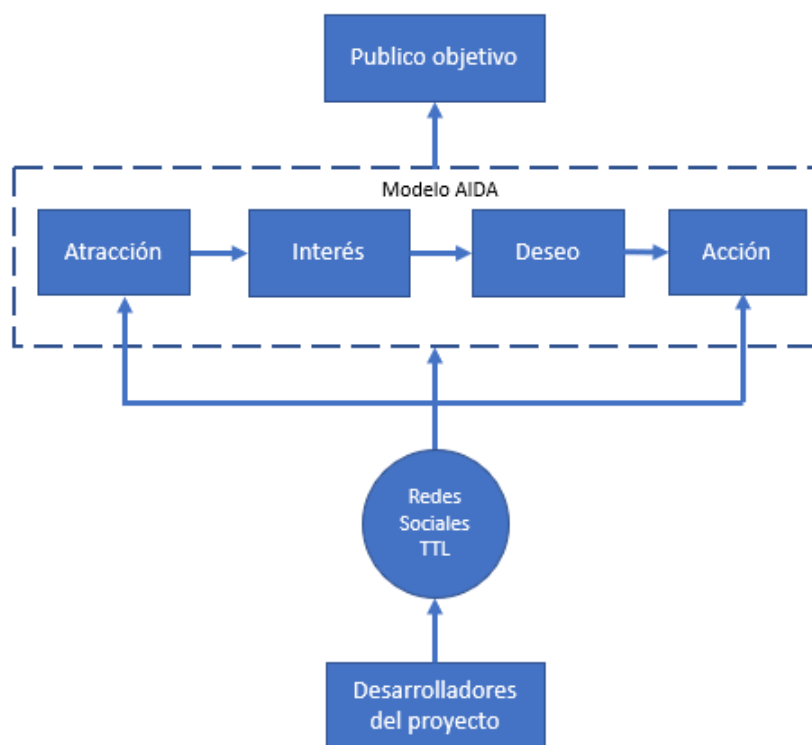 Publico objetivo
Modelo AIDA
Atracción
Interés
Deseo
Acción
Redes
Sociales
TTL
Desarrolladores
del proyecto